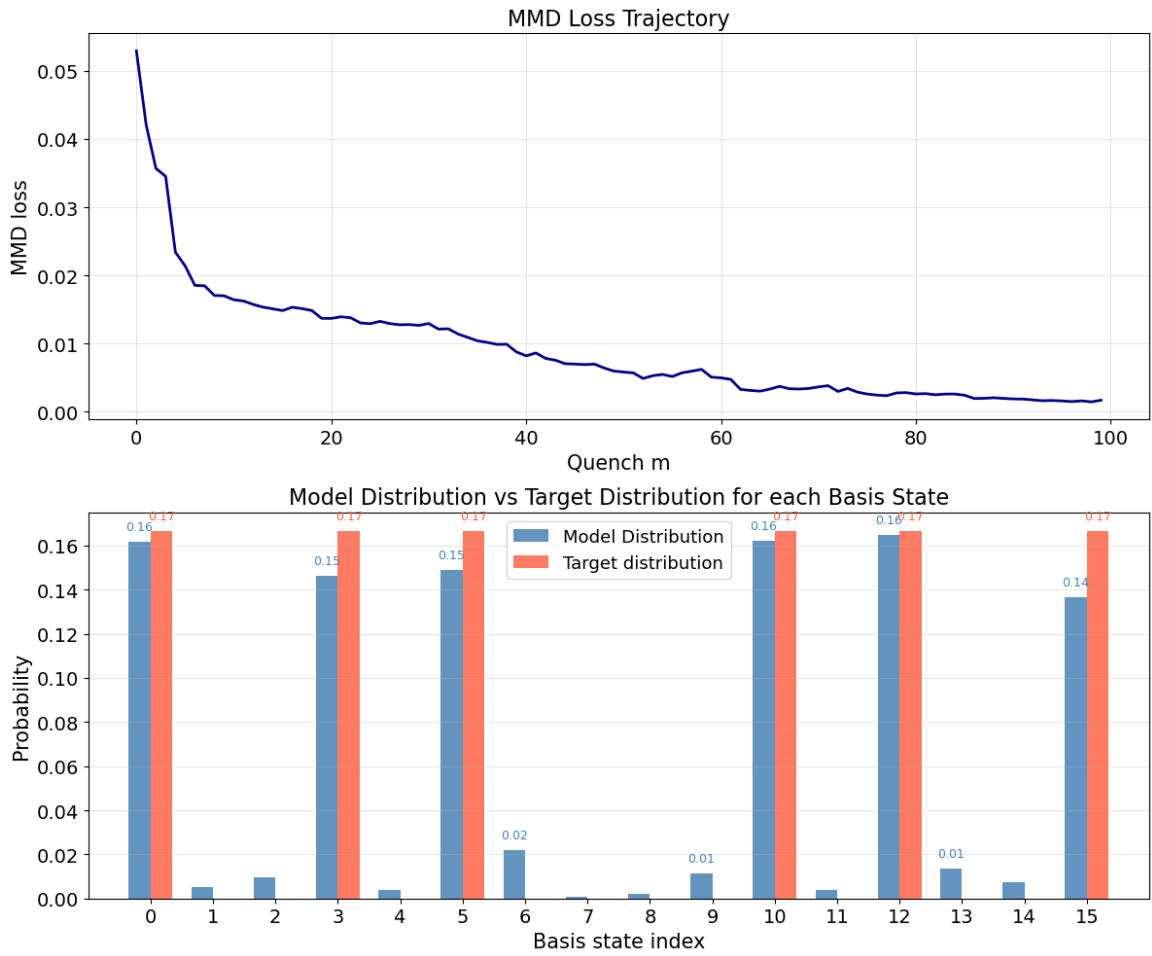 MMD Loss Trajectory
MMD loss
0.05
0.04
0.03
0.02
0.01
0.00
0 20 40 60 80 100
Quench m
Model Distribution vs Target Distribution for each Basis State
Probability
0.16
0.14
0.12
0.10
0.08
0.06
0.04
0.02
0.00
0.16 0.17 0.15 0.17 0.15 0.17 0.02 0.01 0.16 0.17 0.16 0.17 0.01 0.14 0.17
Model Distribution
Target distribution
0 1 2 3 4 5 6 7 8 9 10 11 12 13 14 15
Basis state index